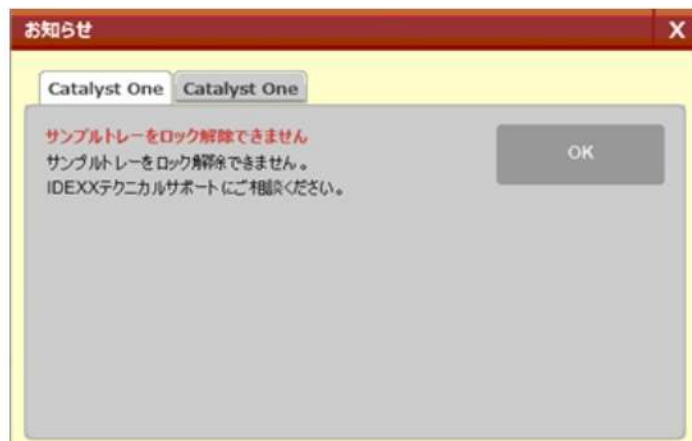 お知らせ
X
Catalyst One
Catalyst One
サンプルトレーをロック解除できません
OK
サンプルトレーをロック解除できません。
IDEXXテクニカルサポートにご相談ください。